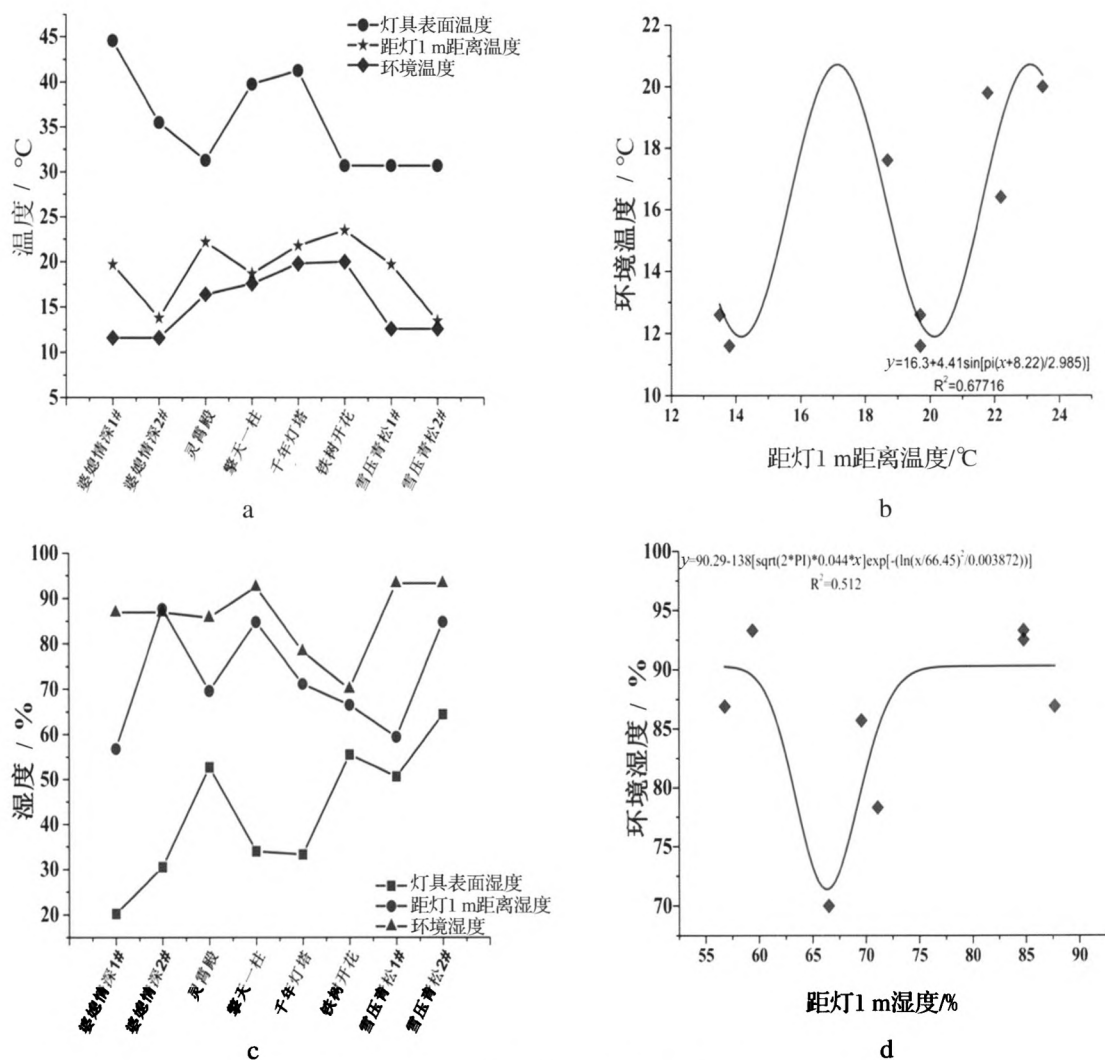 灯具表面温度
距灯1 m距离温度
环境温度
45
40
35
30
25
20
15
10
5
温度 / °C
婆媳情深1#
婆媳情深2#
灵霄殿
擎天一柱
千年灯塔
铁树开花
雪压青松1#
雪压青松2#
a
22
20
18
16
14
12
10
环境温度 / °C
y=16.3+4.41sin[pi(x+8.22)/2.985)]
R²=0.67716
12 14 16 18 20 22 24
距灯1 m距离温度/℃
b
100
90
80
70
60
50
40
30
20
湿度 / %
灯具表面湿度
距灯1 m距离湿度
环境湿度
婆媳情深1#
婆媳情深2#
灵霄殿
擎天一柱
千年灯塔
铁树开花
雪压青松1#
雪压青松2#
c
y=90.29-138[sqrt(2*PI)*0.044*x]exp[-(ln(x/66.45)²/0.003872))]
R²=0.512
100
95
90
85
80
75
70
环境湿度 / %
55 60 65 70 75 80 85 90
距灯1 m湿度/%
d